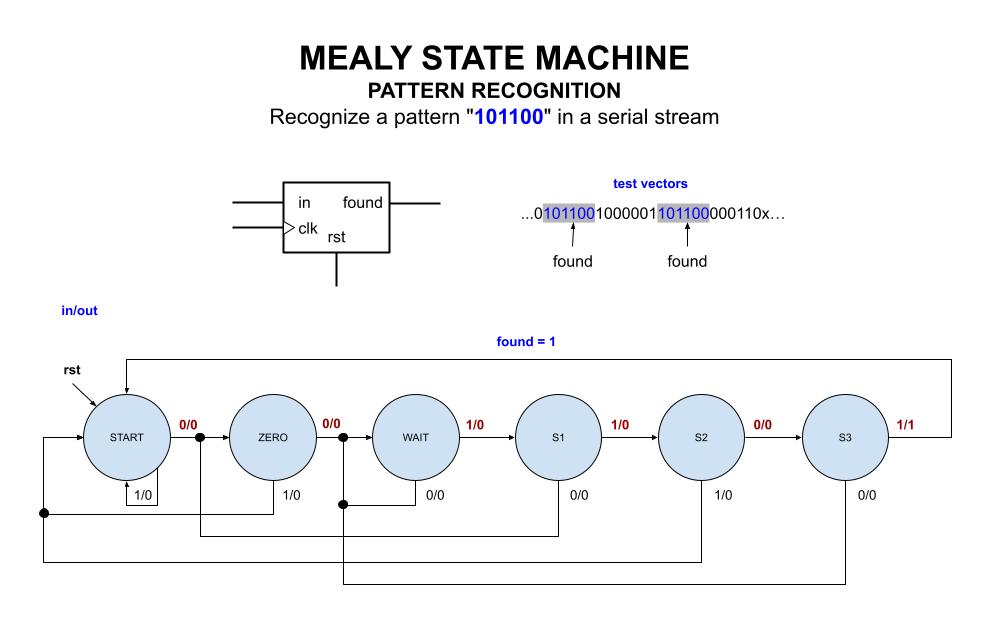 MEALY STATE MACHINE
PATTERN RECOGNITION
Recognize a pattern "101100" in a serial stream
in found
clk
rst
test vectors
...01011001000001101100000110x...
found found
in/out
found = 1
rst
START 0/0 ZERO 0/0 WAIT 1/0 S1 1/0 S2 0/0 S3 1/1
1/0 1/0 0/0 0/0 1/0 0/0